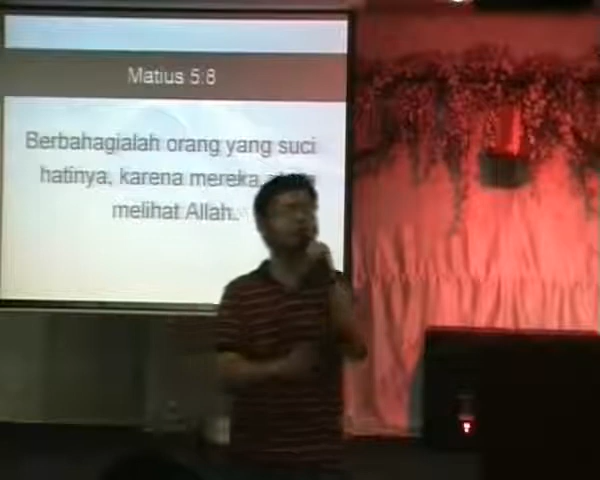 Matius 5:8
Berbahagialah orang yang suci
hatinya, karena mereka
melihat Allah.